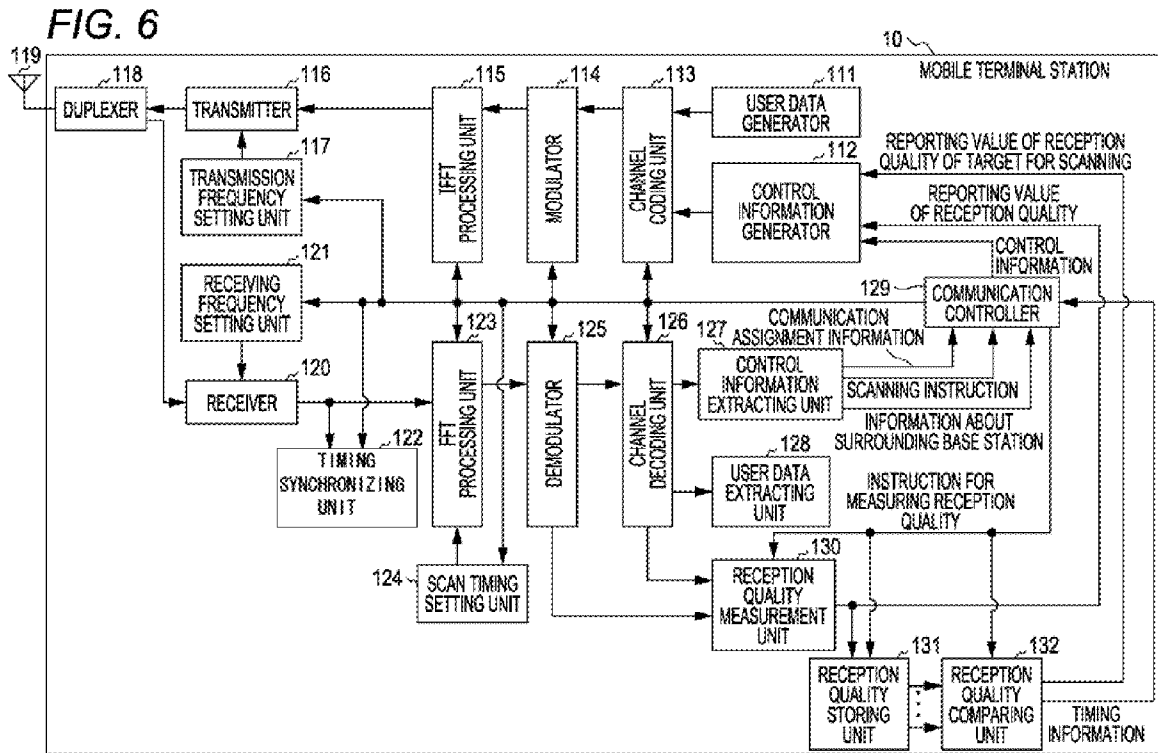 FIG. 6
119
10
MOBILE TERMINAL STATION
118
DUPLEXER
116
TRANSMITTER
117
TRANSMISSION
FREQUENCY
SETTING UNIT
115
IFFT
PROCESSING UNIT
114
MODULATOR
113
CHANNEL
CODING UNIT
111
USER DATA
GENERATOR
112
CONTROL
INFORMATION
GENERATOR
REPORTING VALUE OF RECEPTION
QUALITY OF TARGET FOR SCANNING
REPORTING VALUE
OF RECEPTION QUALITY
CONTROL
INFORMATION
121
RECEIVING
FREQUENCY
SETTING UNIT
129
COMMUNICATION
CONTROLLER
120
RECEIVER
122
TIMING
SYNCHRONIZING
UNIT
123
FFT
PROCESSING UNIT
124
SCAN TIMING
SETTING UNIT
125
DEMODULATOR
126
CHANNEL
DECODING UNIT
127
CONTROL
INFORMATION
EXTRACTING UNIT
COMMUNICATION
ASSIGNMENT INFORMATION
SCANNING INSTRUCTION
INFORMATION ABOUT
SURROUNDING BASE STATION
128
USER DATA
EXTRACTING
UNIT
INSTRUCTION FOR
MEASURING RECEPTION
QUALITY
130
RECEPTION
QUALITY
MEASUREMENT
UNIT
131
RECEPTION
QUALITY
STORING
UNIT
132
RECEPTION
QUALITY
COMPARING
UNIT
TIMING
INFORMATION